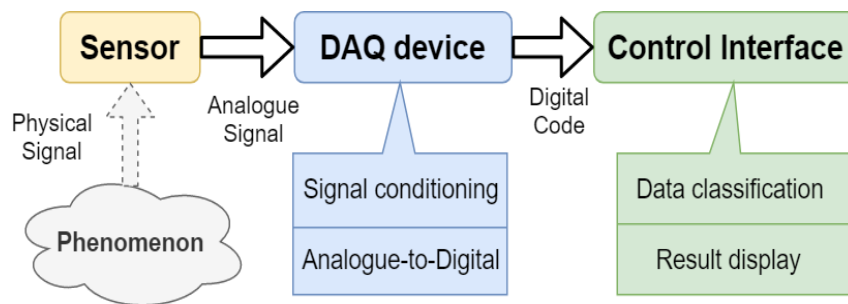 Sensor
DAQ device
Control Interface
Physical
Signal
Analogue
Signal
Digital
Code
Phenomenon
Signal conditioning
Analogue-to-Digital
Data classification
Result display